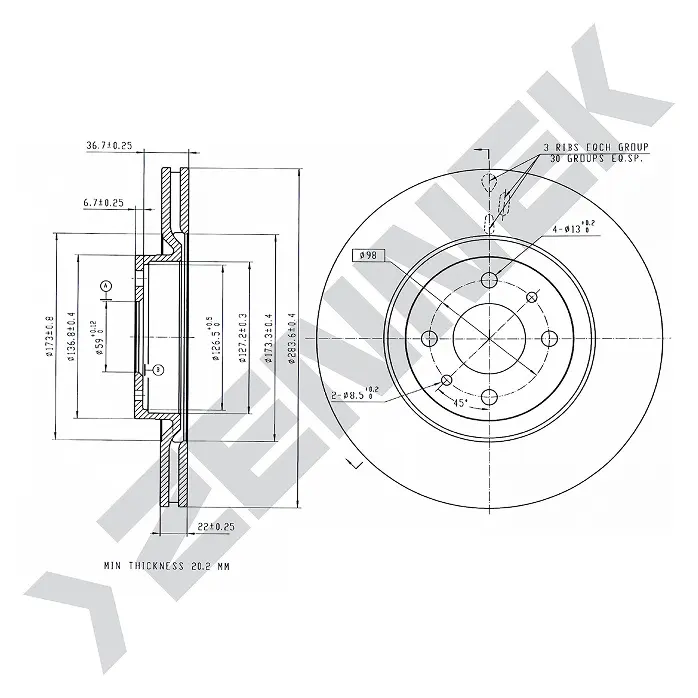 36.7±0.25
3 RIBS EQCH GROUP
30 GROUPS EQ.SP.
6.7±0.25
4-ø13 +0.2 0
ø98
A
ø173±0.8
ø136.8±0.4
ø59 +0.12 0
ø126.5 +0.5 0
ø127.2±0.3
ø173.3±0.4
ø283.6±0.4
B
2-ø8.5 +0.2 0
45°
22±0.25
MIN THICKNESS 20.2 MM
ZENNEK